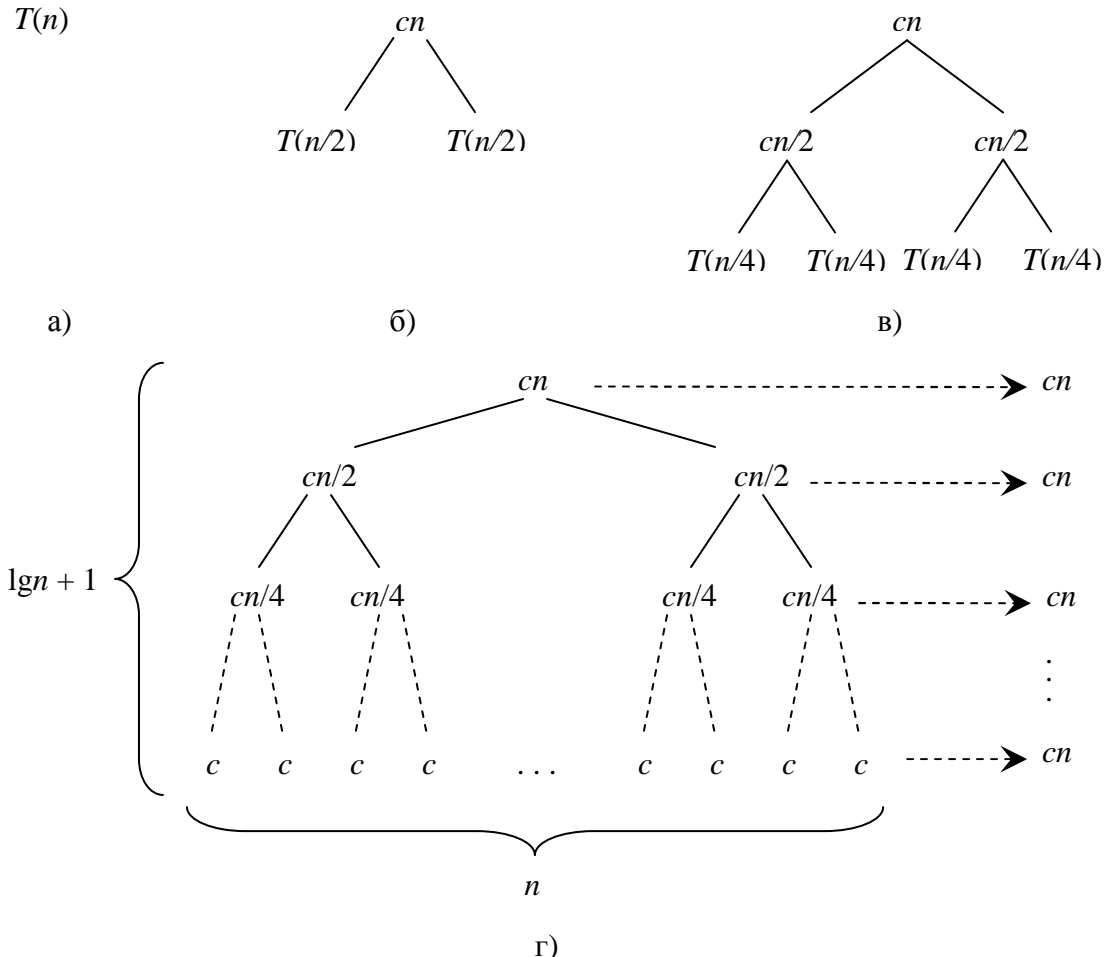 T(n) cn cn
T(n/2) T(n/2) cn/2 cn/2
T(n/4) T(n/4) T(n/4) T(n/4)
а) б) в)
cn cn
cn/2 cn/2 cn
lgn + 1 cn/4 cn/4 cn/4 cn/4 cn
.
.
.
c c c c . . . c c c c cn
n
г)